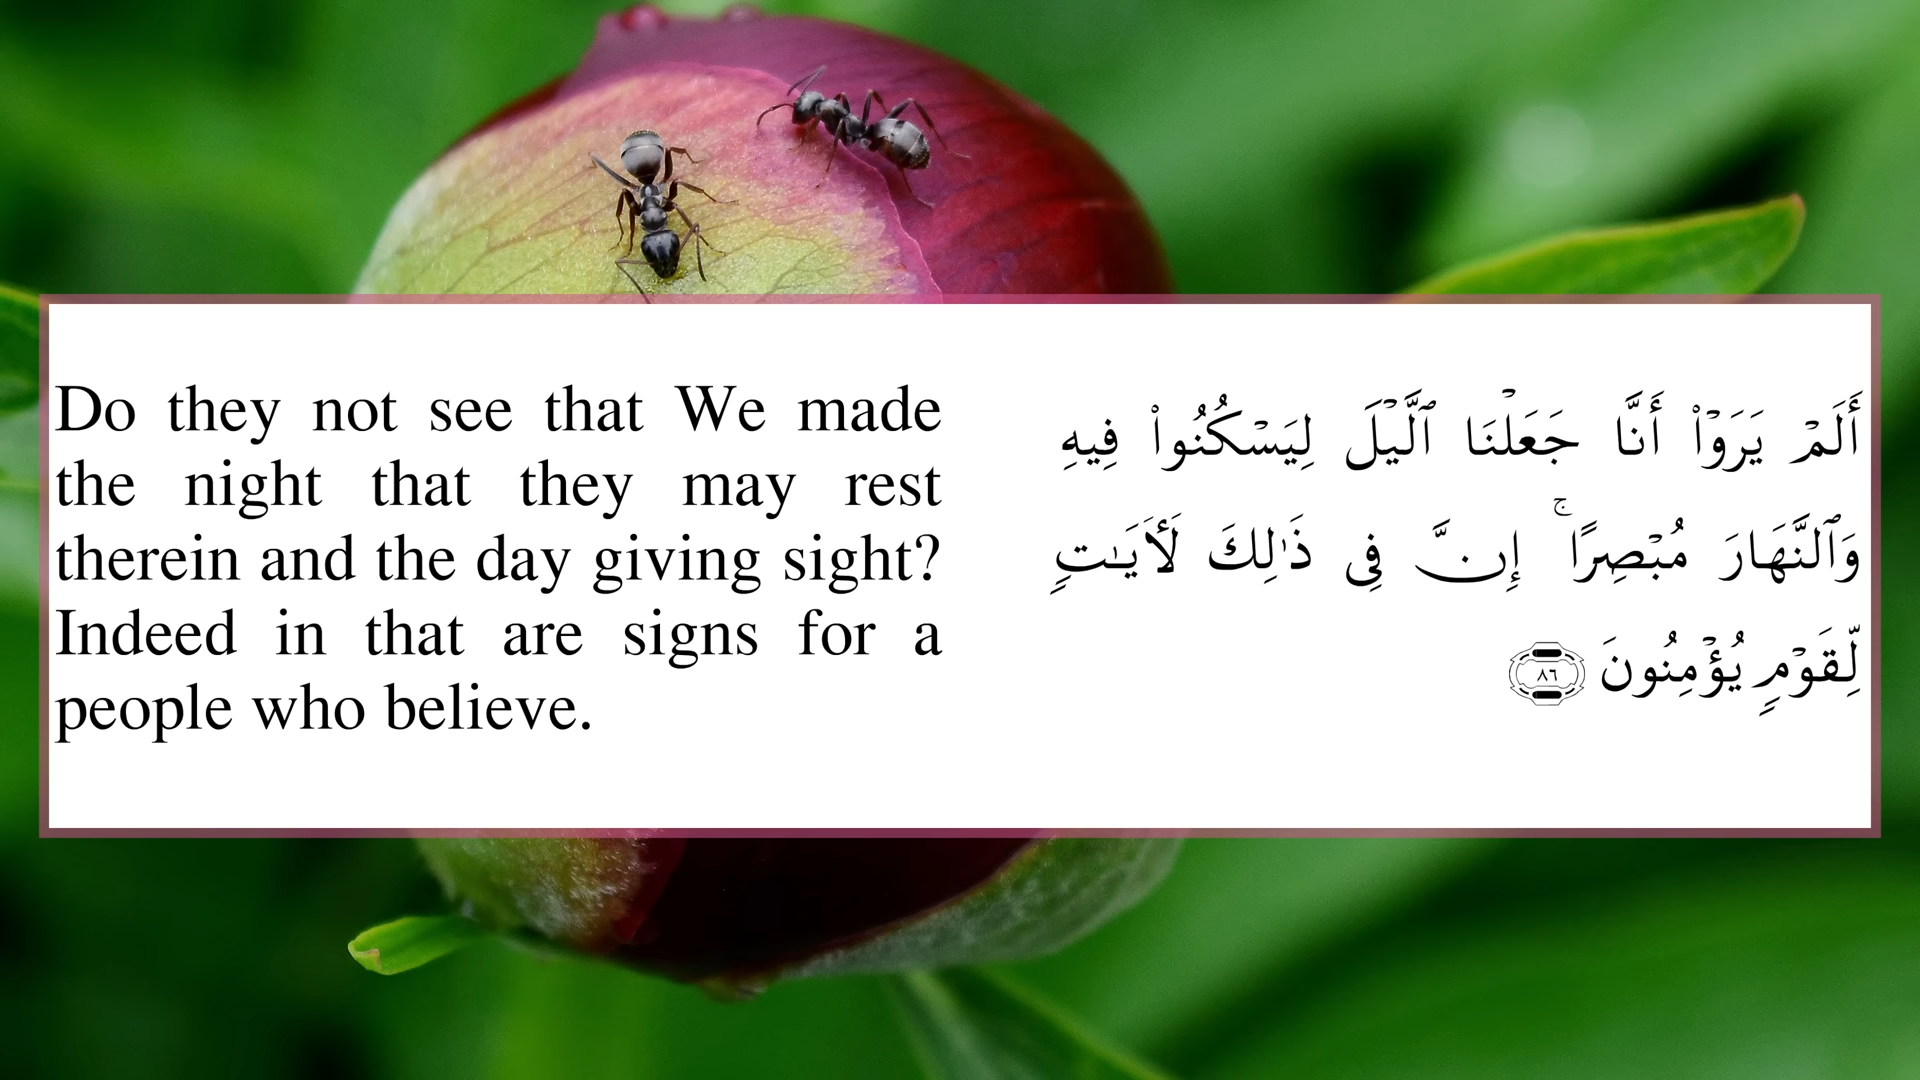 Do they not see that We made
the night that they may rest
therein and the day giving sight?
Indeed in that are signs for a
people who believe.
أَلَمْ يَرَوْا۟ أَنَّا جَعَلْنَا ٱلَّيْلَ لِيَسْكُنُوا۟ فِيهِ
وَٱلنَّهَارَ مُبْصِرًا ۚ إِنَّ فِى ذَٰلِكَ لَـَٔايَـٰتٍ
لِّقَوْمٍ يُؤْمِنُونَ ٨٦